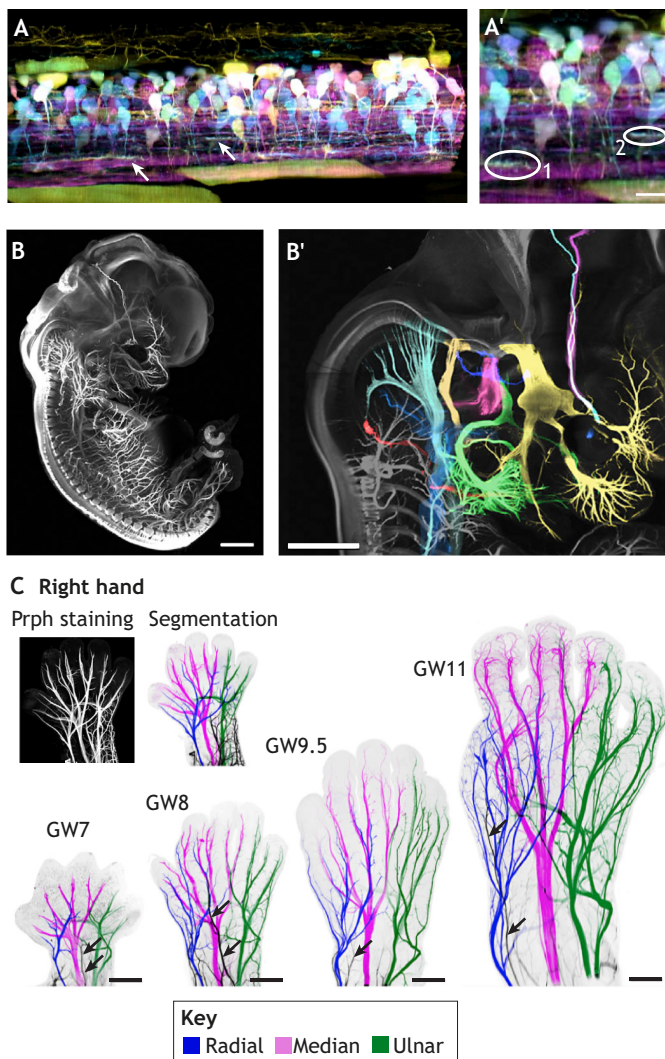 A
A'
1
2
B
B'
C Right hand
Prph staining
Segmentation
GW11
GW9.5
GW8
GW7
Key
Radial
Median
Ulnar